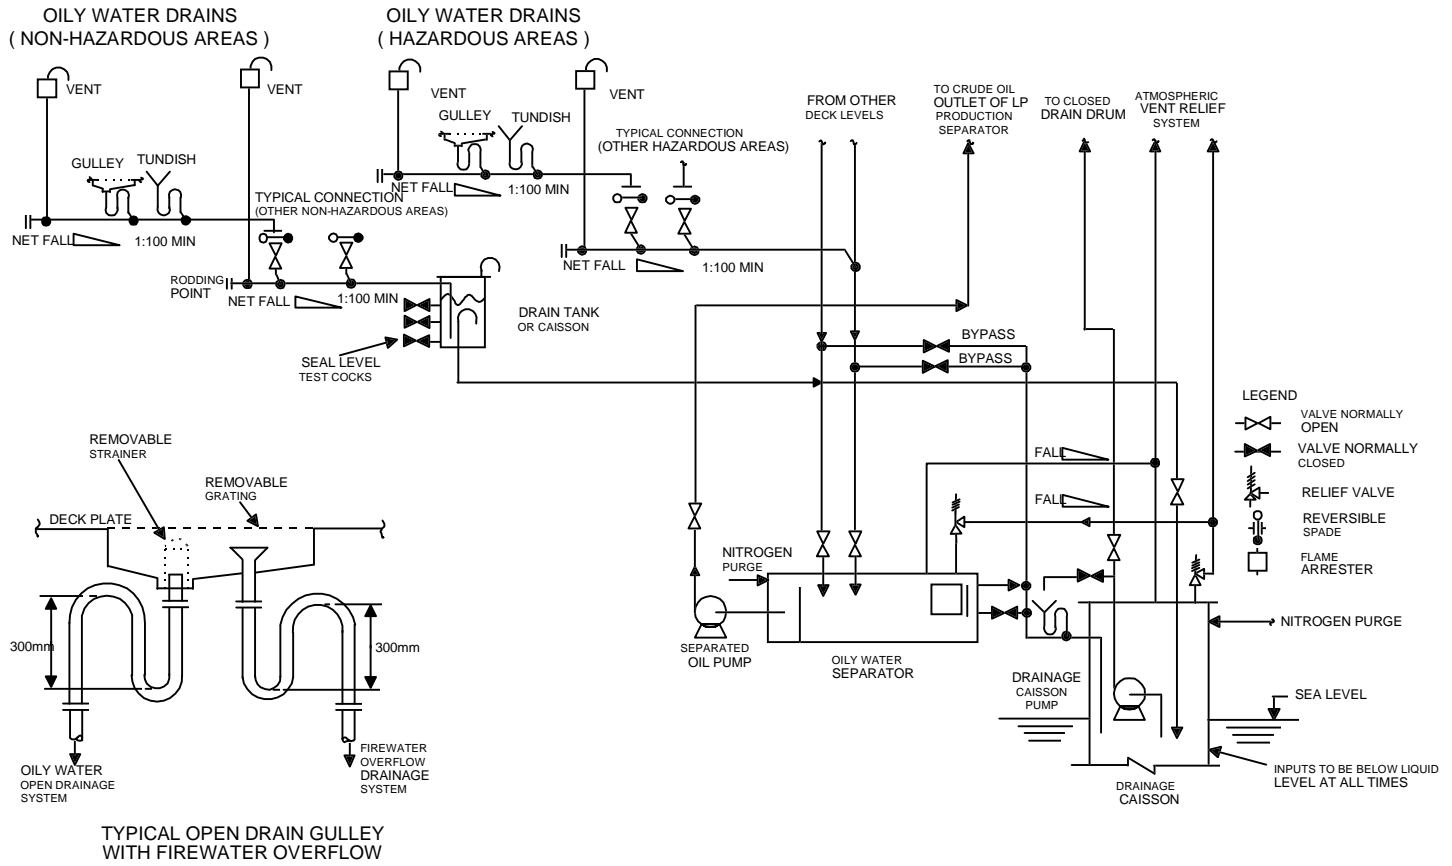 OILY WATER DRAINS
( NON-HAZARDOUS AREAS )
OILY WATER DRAINS
( HAZARDOUS AREAS )
VENT
VENT
VENT
VENT
GULLEY
TUNDISH
GULLEY
TUNDISH
TYPICAL CONNECTION
(OTHER HAZARDOUS AREAS)
FROM OTHER
DECK LEVELS
TO CRUDE OIL
OUTLET OF LP
PRODUCTION
SEPARATOR
TO CLOSED
DRAIN DRUM
ATMOSPHERIC
VENT RELIEF
SYSTEM
NET FALL
1:100 MIN
TYPICAL CONNECTION
(OTHER NON-HAZARDOUS AREAS)
NET FALL
1:100 MIN
NET FALL
1:100 MIN
RODDING
POINT
NET FALL
1:100 MIN
DRAIN TANK
OR CAISSON
SEAL LEVEL
TEST COCKS
BYPASS
BYPASS
LEGEND
VALVE NORMALLY
OPEN
VALVE NORMALLY
CLOSED
RELIEF VALVE
REVERSIBLE
SPADE
FLAME
ARRESTER
FALL
FALL
REMOVABLE
STRAINER
REMOVABLE
GRATING
DECK PLATE
300mm
300mm
NITROGEN
PURGE
SEPARATED
OIL PUMP
OILY WATER
SEPARATOR
NITROGEN PURGE
DRAINAGE
CAISSON
PUMP
SEA LEVEL
INPUTS TO BE BELOW LIQUID
LEVEL AT ALL TIMES
DRAINAGE
CAISSON
OILY WATER
OPEN DRAINAGE
SYSTEM
FIREWATER
OVERFLOW
DRAINAGE
SYSTEM
TYPICAL OPEN DRAIN GULLEY
WITH FIREWATER OVERFLOW